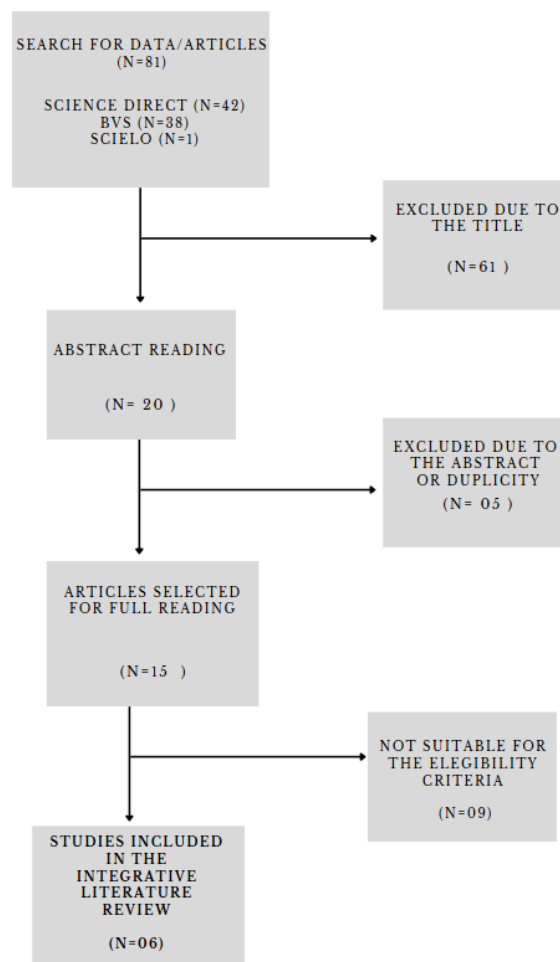 SEARCH FOR DATA/ARTICLES
(N=81)
SCIENCE DIRECT (N=42)
BVS (N=38)
SCIELO (N=1)
EXCLUDED DUE TO
THE TITLE
(N=61 )
ABSTRACT READING
(N= 20 )
EXCLUDED DUE TO
THE ABSTRACT
OR DUPLICITY
(N= 05 )
ARTICLES SELECTED
FOR FULL READING
(N=15 )
NOT SUITABLE FOR
THE ELEGIBILITY
CRITERIA
(N=09)
STUDIES INCLUDED
IN THE
INTEGRATIVE
LITERATURE
REVIEW
(N=06)